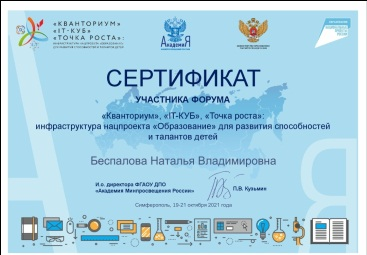 «КВАНТОРИУМ»
«IT-КУБ»
«ТОЧКА РОСТА»:
АкадемиЯ
СЕРТИФИКАТ
УЧАСТНИКА ФОРУМА
«Кванториум», «IT-КУБ», «Точка роста»:
инфраструктура нацпроекта «Образование» для развития способностей
и талантов детей
Беспалова Наталья Владимировна
И.о. директора ФГАОУ ДПО
«Академия Минпросвещения России»
П.В. Кузьмин
Симферополь, 19-21 октября 2021 года